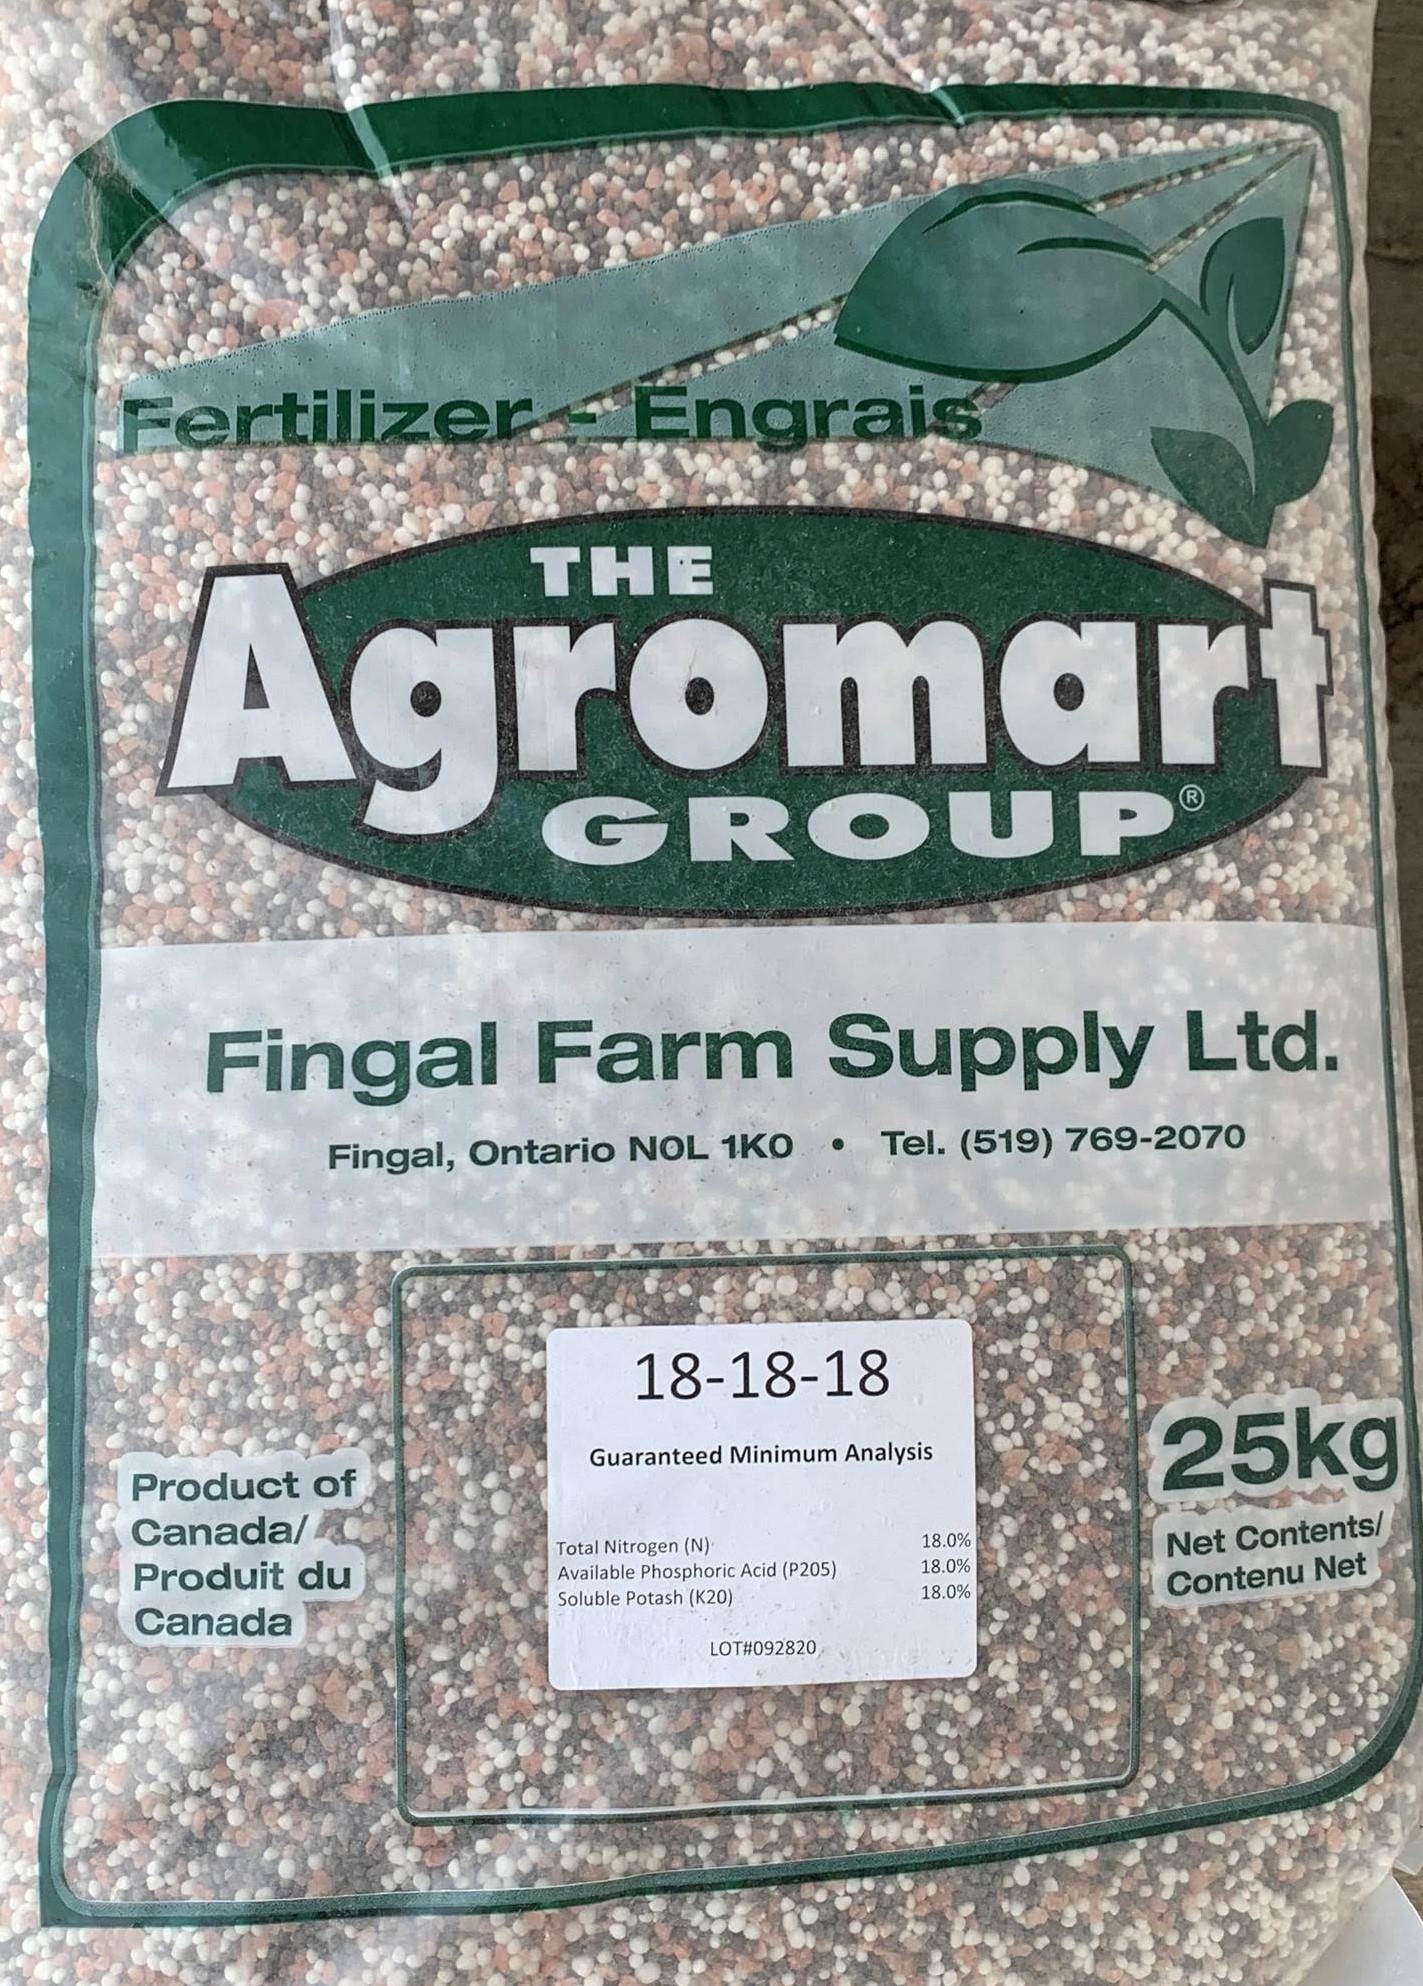 Fertilizer - Engrais
THE
Agromart
GROUP®
Fingal Farm Supply Ltd.
Fingal, Ontario N0L 1K0 • Tel. (519) 769-2070
18-18-18
Guaranteed Minimum Analysis
Total Nitrogen (N) 18.0%
Available Phosphoric Acid (P205) 18.0%
Soluble Potash (K20) 18.0%
LOT#092820
Product of
Canada/
Produit du
Canada
25kg
Net Contents/
Contenu Net